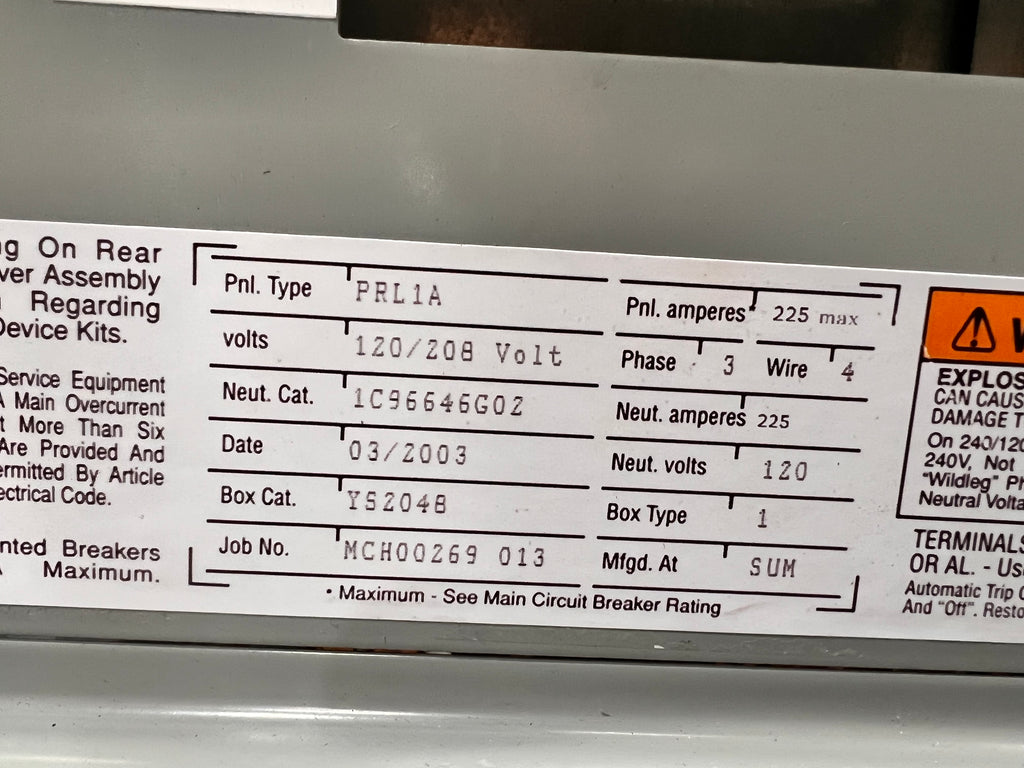 On Rear
Assembly
Regarding
Device Kits.
Service Equipment
A Main Overcurrent
More Than Six
Are Provided And
By Article
Code.
Breakers
Maximum.
Pnl. Type PRL1A
volts 120/208 Volt
Neut. Cat. 1C96646G02
Date 03/2003
Box Cat. YS2048
Job No. MCH00269 013
Pnl. amperes• 225 max
Phase 3 Wire 4
Neut. amperes 225
Neut. volts 120
Box Type 1
Mfgd. At SUM
• Maximum - See Main Circuit Breaker Rating
W
EXPLOS
CAN CAUS
DAMAGE T
On 240/120
240V, Not
"Wildleg" Ph
Neutral Volta
TERMINALS
OR AL. - Us
Automatic Trip
And "Off". Resto